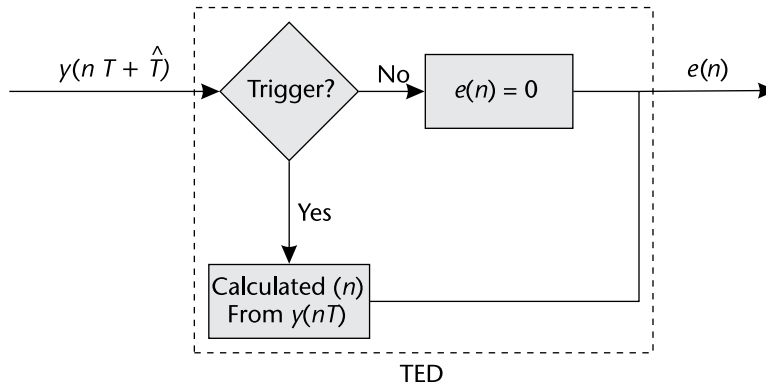 y(n T + T̂)
Trigger?
No
e(n) = 0
e(n)
Yes
Calculated (n)
From y(nT)
TED